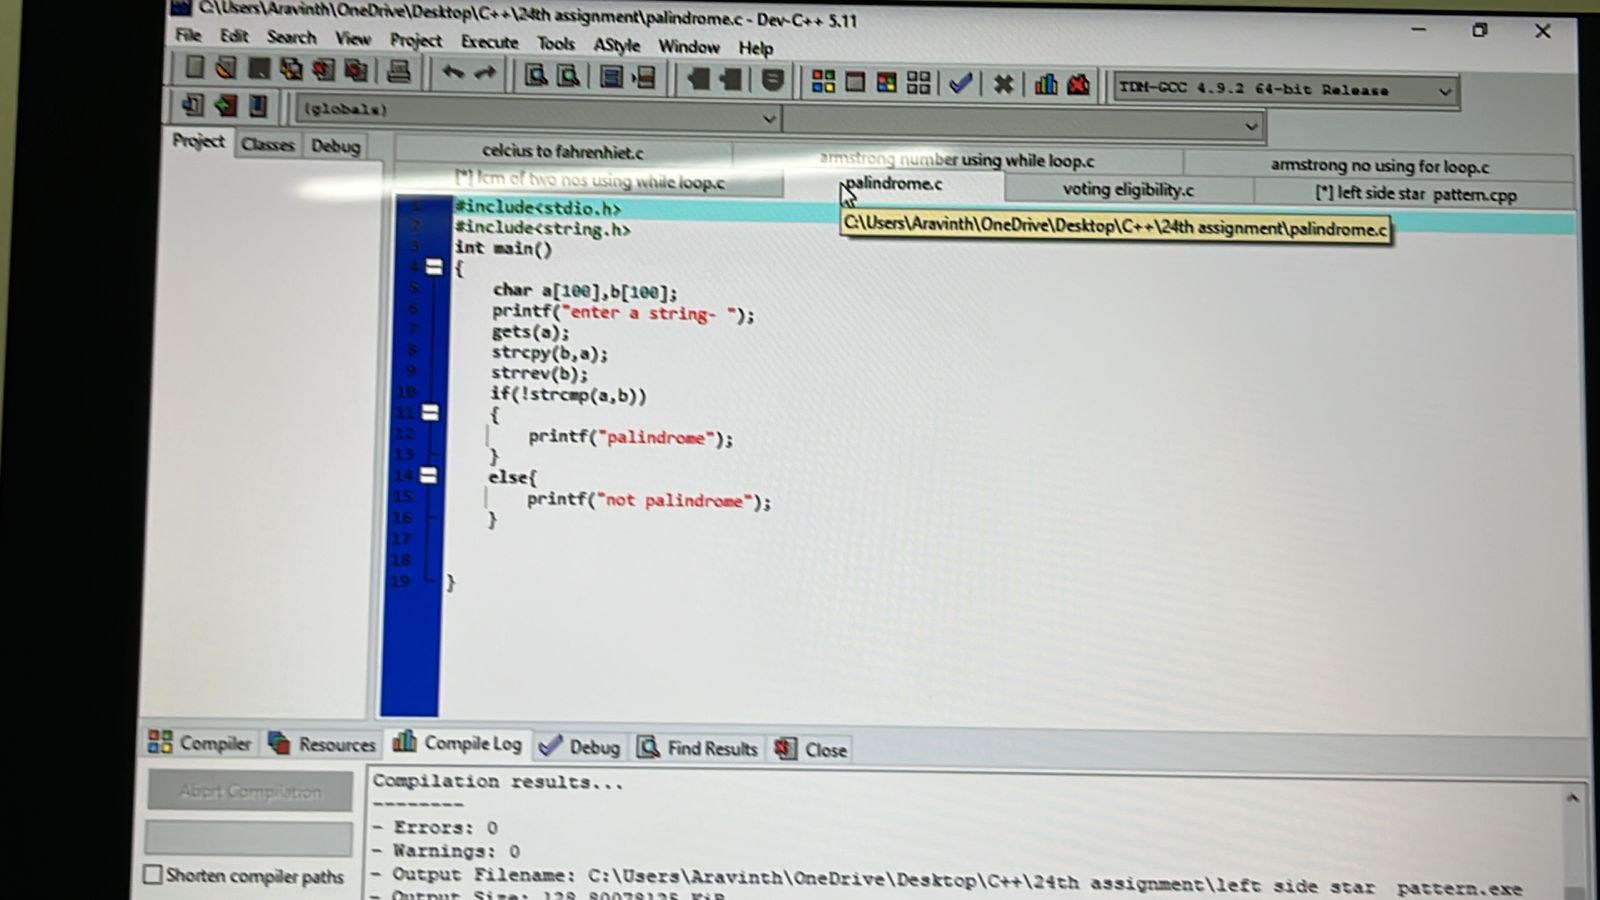 C:\Users\Aravinth\OneDrive\Desktop\C++\24th assignment\palindrome.c - Dev-C++ 5.11
File Edit Search View Project Execute Tools AStyle Window Help
TDM-GCC 4.9.2 64-bit Release
(globals)
Project Classes Debug
celcius to fahrenhiet.c armstrong number using while loop.c armstrong no using for loop.c
[*] lcm of two nos using while loop.c palindrome.c voting eligibility.c [*] left side star pattern.cpp
C:\Users\Aravinth\OneDrive\Desktop\C++\24th assignment\palindrome.c
1 #include<stdio.h>
2 #include<string.h>
3 int main()
4 {
5 char a[100],b[100];
6 printf("enter a string- ");
7 gets(a);
8 strcpy(b,a);
9 strrev(b);
10 if(!strcmp(a,b))
11 {
12 printf("palindrome");
13 }
14 else{
15 printf("not palindrome");
16 }
17
18
19 }
Compiler Resources Compile Log Debug Find Results Close
Abort Compilation
Shorten compiler paths
Compilation results...
--------
- Errors: 0
- Warnings: 0
- Output Filename: C:\Users\Aravinth\OneDrive\Desktop\C++\24th assignment\left side star pattern.exe
- Output Size: 128.80078125 KiB